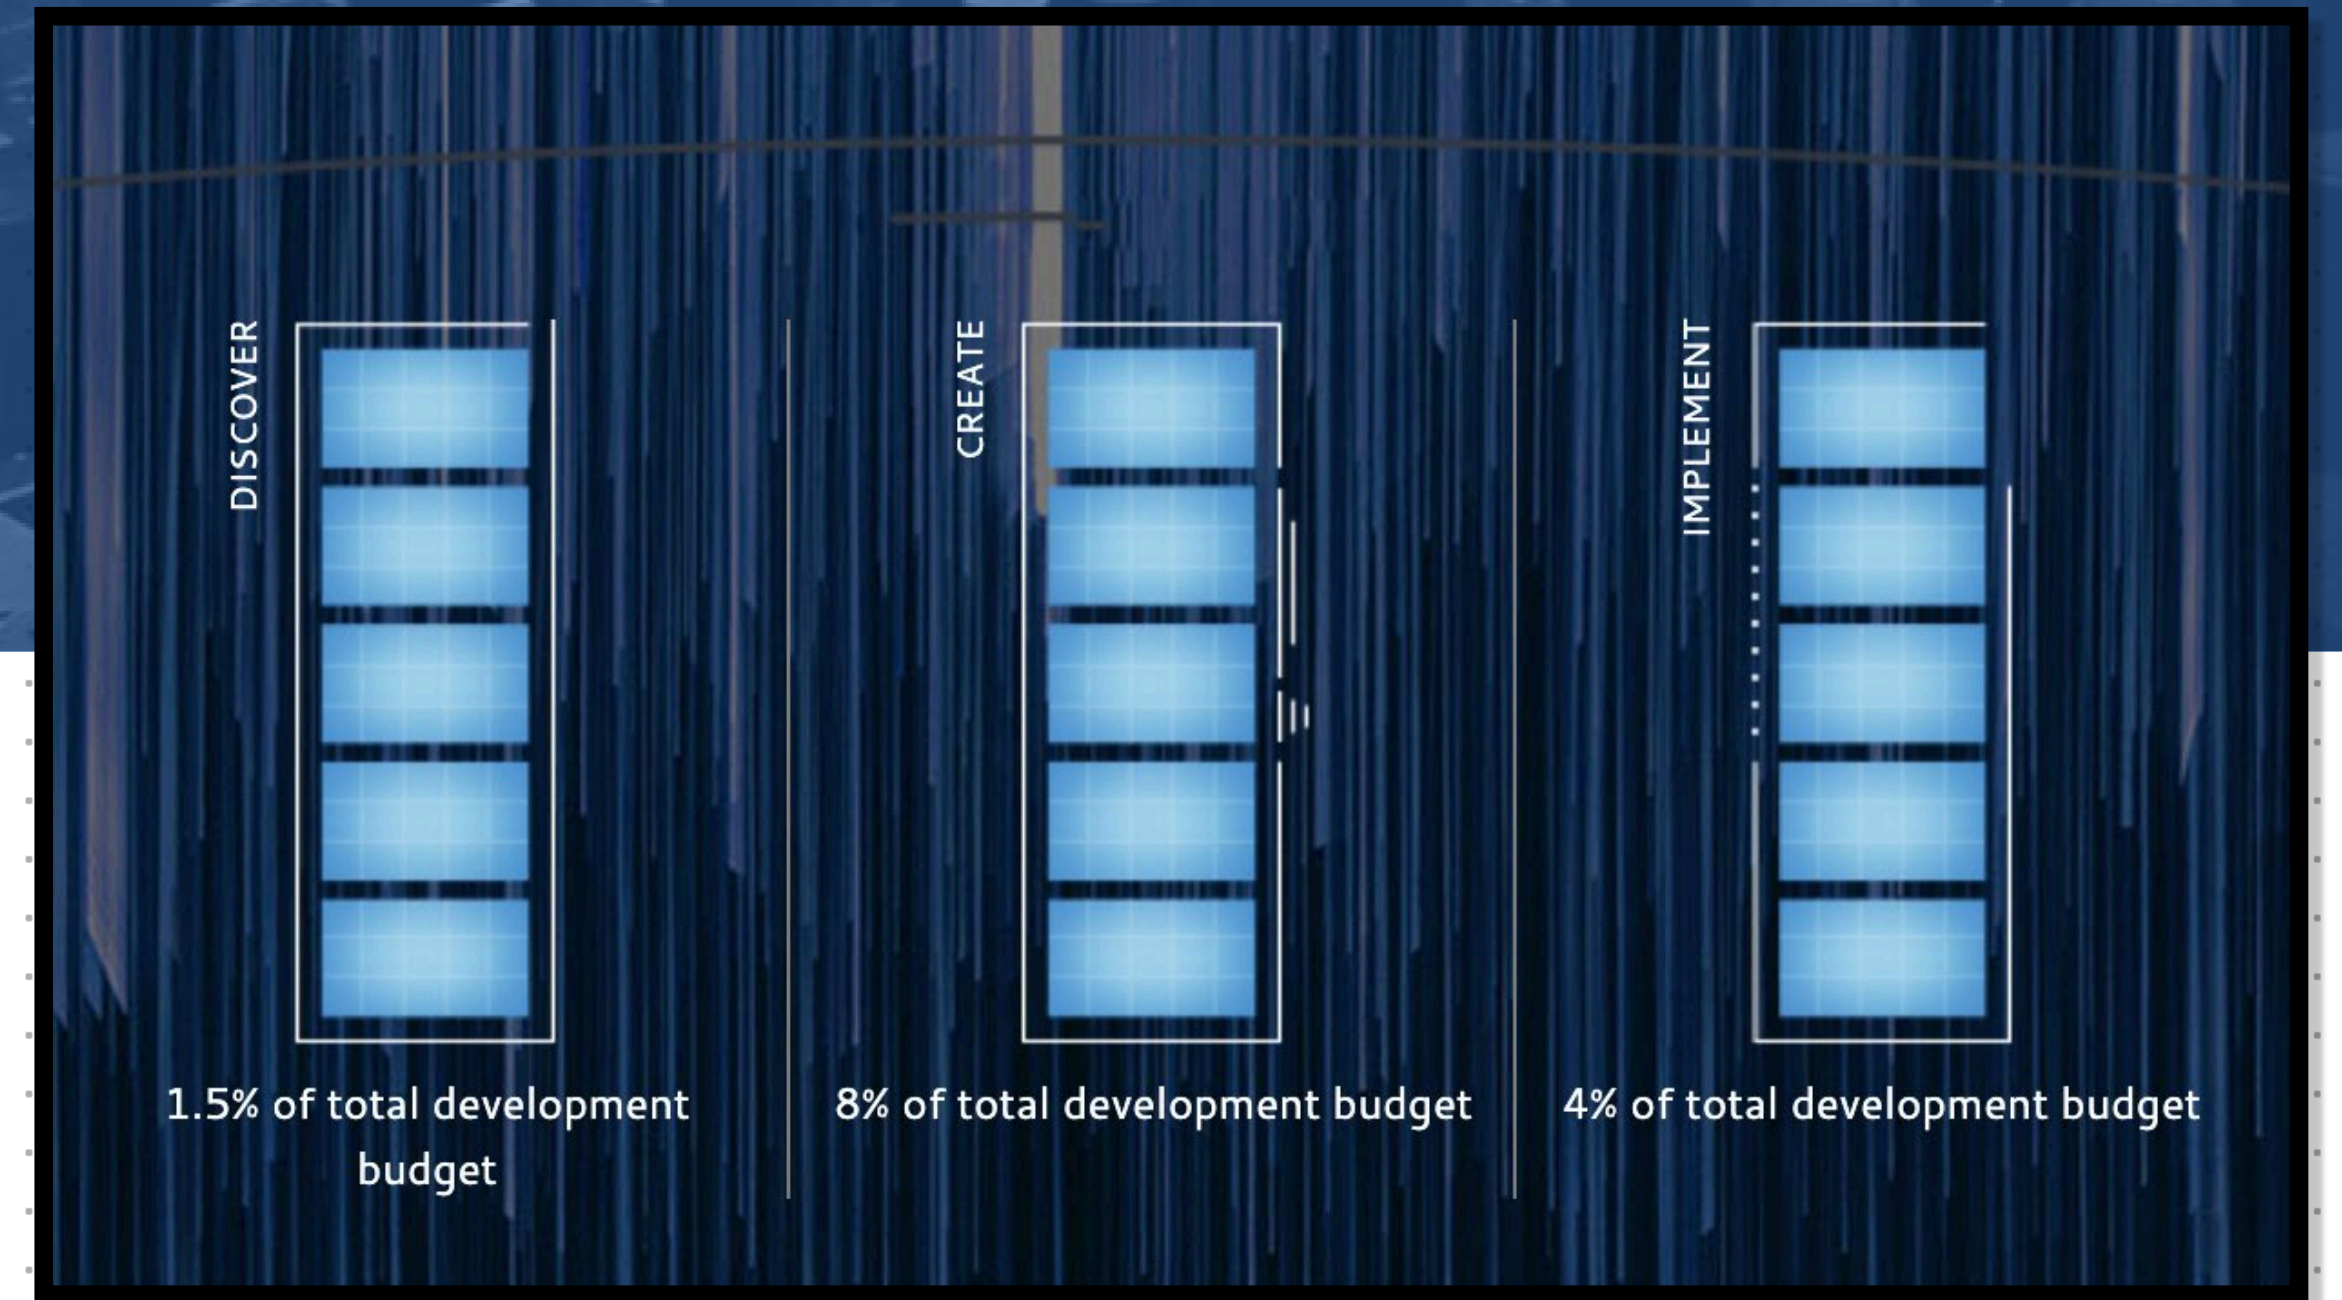 DISCOVER
1.5% of total development
budget
CREATE
8% of total development budget
IMPLEMENT
4% of total development budget